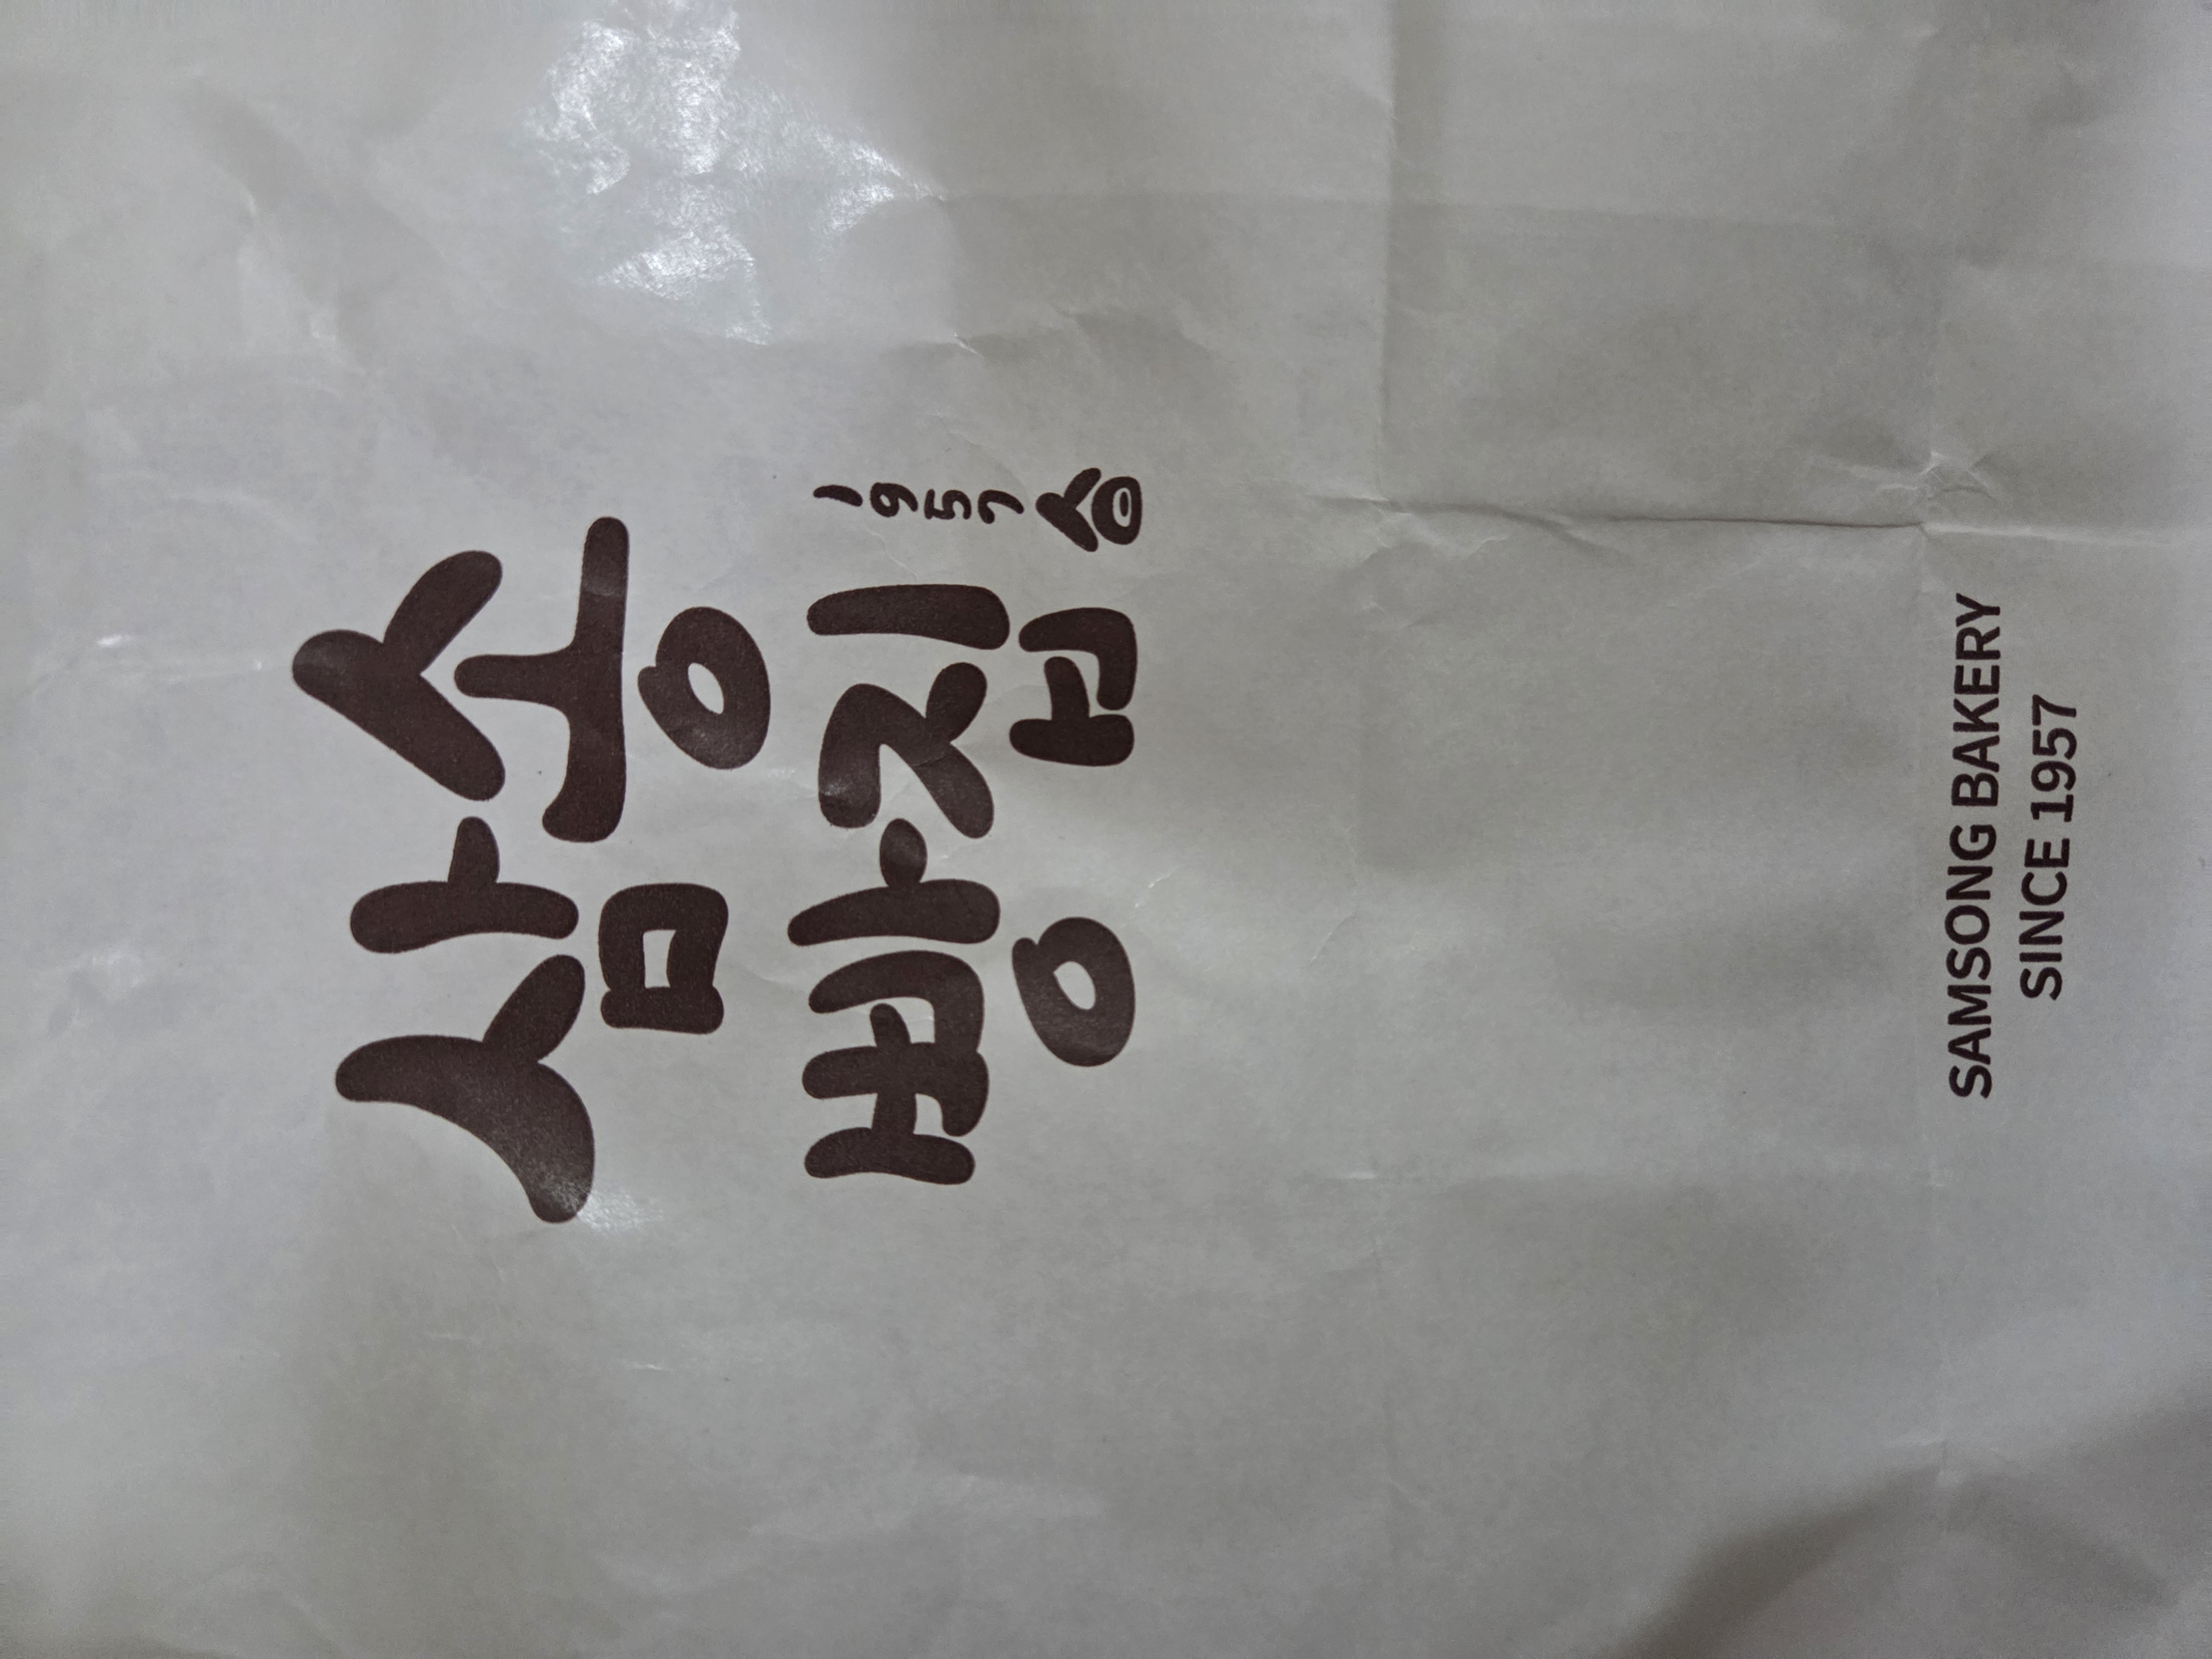 삼송
빵집
1957
SAMSONG BAKERY
SINCE 1957